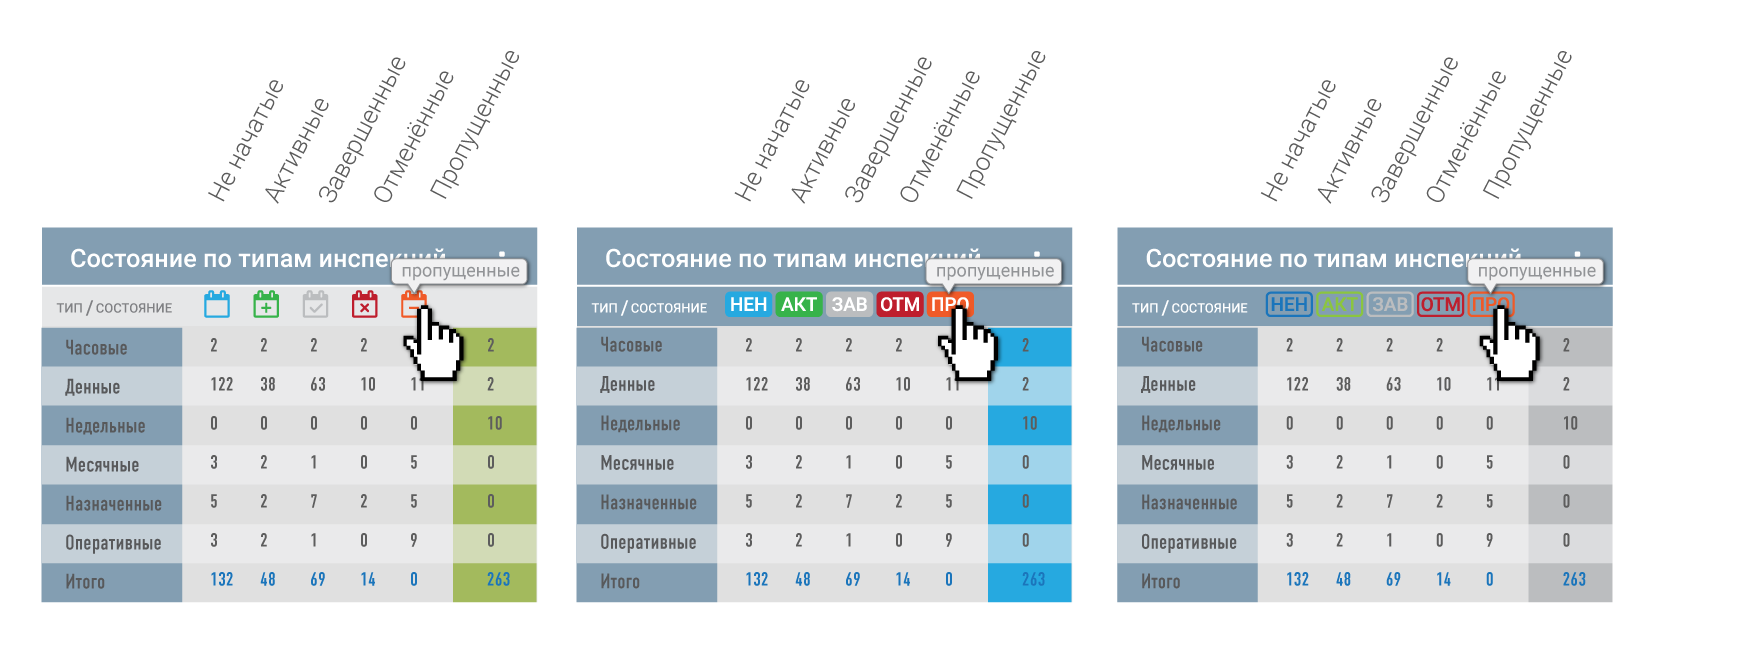 Не начатые
Активные
Завершенные
Отменённые
Пропущенные
Состояние по типам инспекций
пропущенные
тип / состояние
Часовые 2 2 2 2 2
Денные 122 38 63 10 11 2
Недельные 0 0 0 0 0 10
Месячные 3 2 1 0 5 0
Назначенные 5 2 7 2 5 0
Оперативные 3 2 1 0 9 0
Итого 132 48 69 14 0 263
Не начатые
Активные
Завершенные
Отменённые
Пропущенные
Состояние по типам инспекций
пропущенные
тип / состояние НЕН АКТ ЗАВ ОТМ ПРО
Часовые 2 2 2 2 2
Денные 122 38 63 10 11 2
Недельные 0 0 0 0 0 10
Месячные 3 2 1 0 5 0
Назначенные 5 2 7 2 5 0
Оперативные 3 2 1 0 9 0
Итого 132 48 69 14 0 263
Не начатые
Активные
Завершенные
Отменённые
Пропущенные
Состояние по типам инспекций
пропущенные
тип / состояние НЕН АКТ ЗАВ ОТМ ПРО
Часовые 2 2 2 2 2
Денные 122 38 63 10 11 2
Недельные 0 0 0 0 0 10
Месячные 3 2 1 0 5 0
Назначенные 5 2 7 2 5 0
Оперативные 3 2 1 0 9 0
Итого 132 48 69 14 0 263